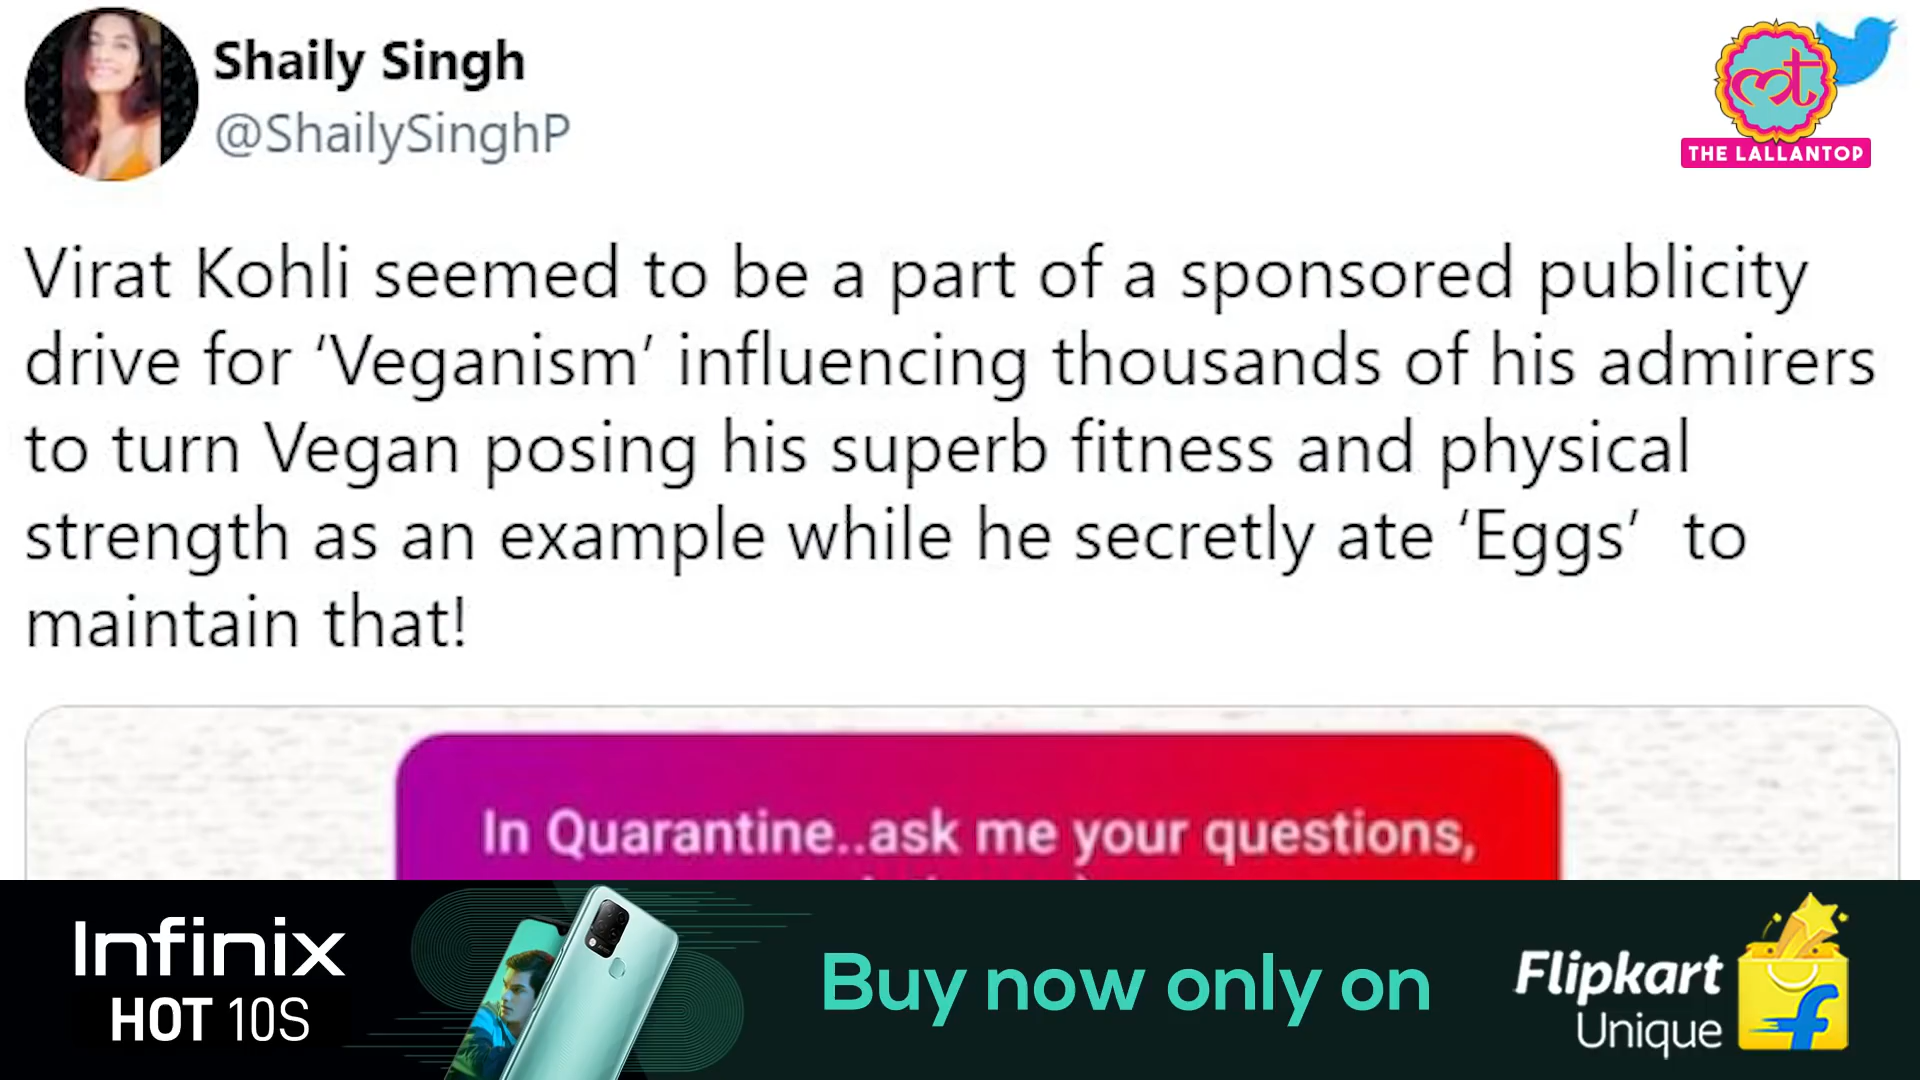 Shaily Singh
@ShailySinghP
THE LALLANTOP
Virat Kohli seemed to be a part of a sponsored publicity
drive for ‘Veganism’ influencing thousands of his admirers
to turn Vegan posing his superb fitness and physical
strength as an example while he secretly ate ‘Eggs’  to
maintain that!
In Quarantine..ask me your questions,
Infinix
HOT 10S
Buy now only on
Flipkart
Unique